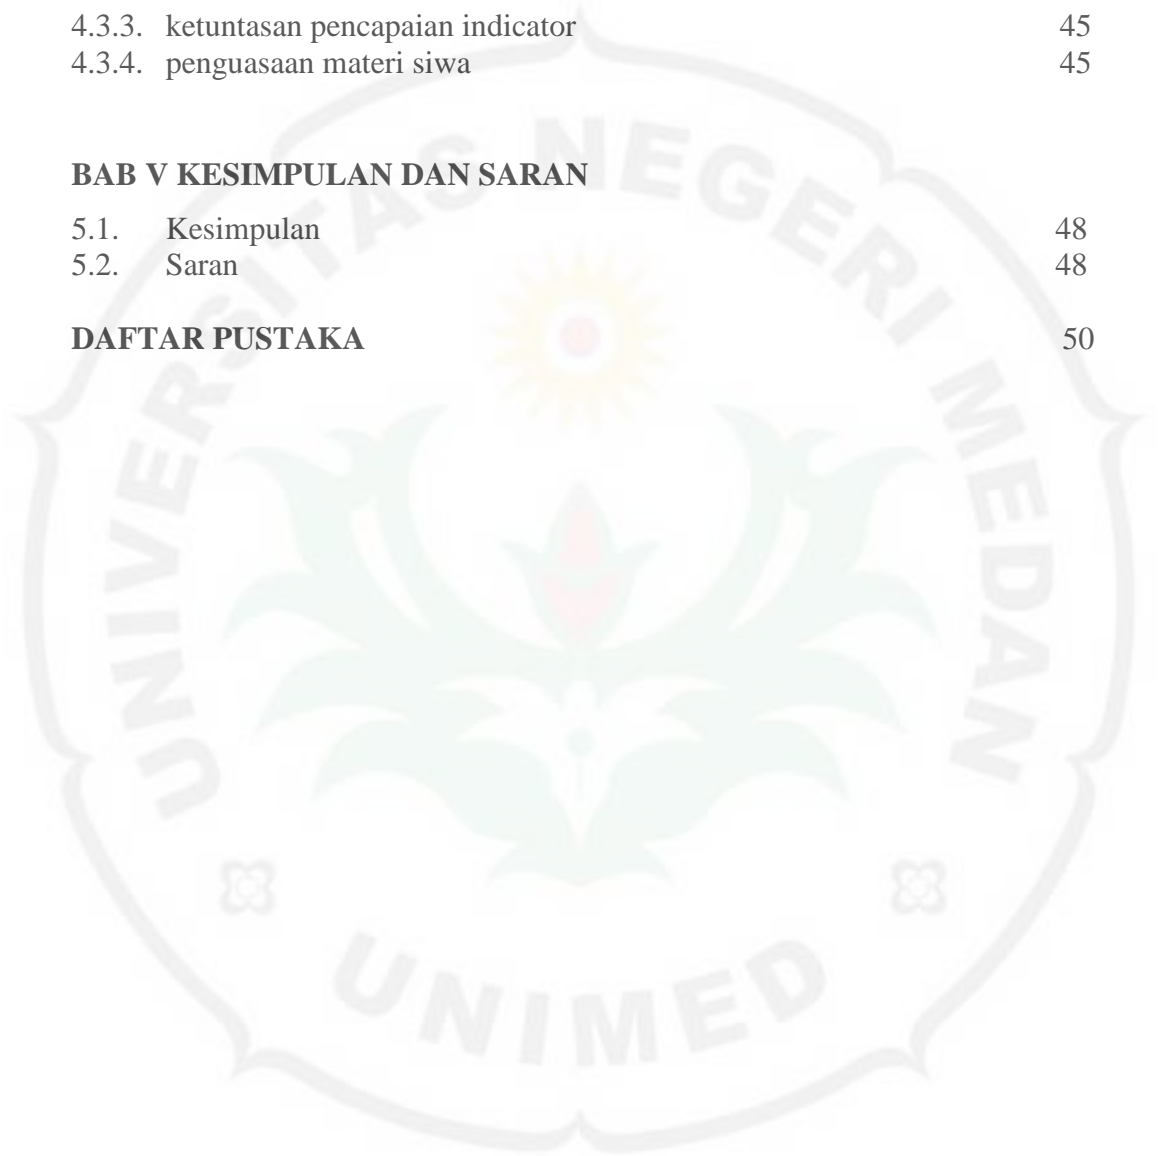 4.3.3. ketuntasan pencapaian indicator 45
4.3.4. penguasaan materi siwa 45
BAB V KESIMPULAN DAN SARAN
5.1. Kesimpulan 48
5.2. Saran 48
DAFTAR PUSTAKA 50
UNIVERSITAS NEGERI MEDAN
UNIMED